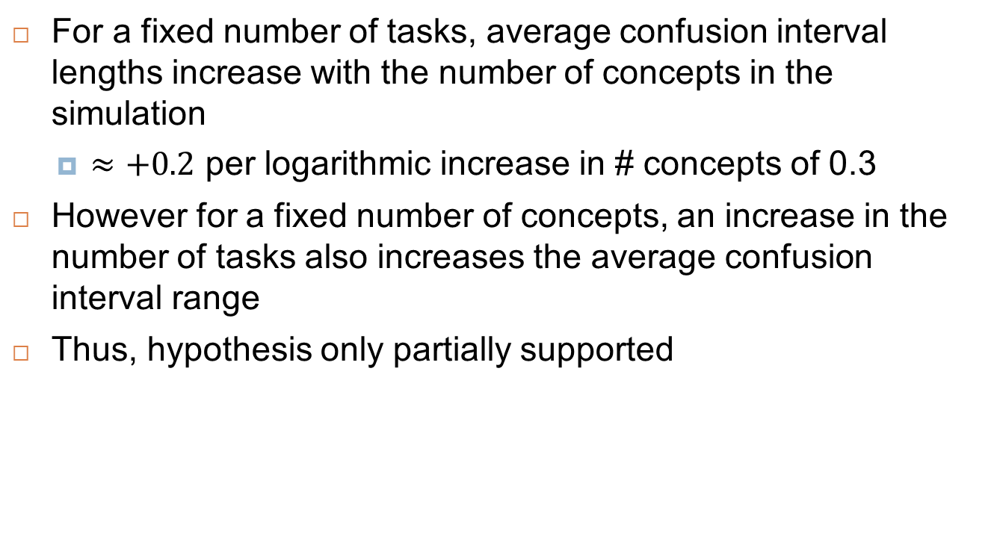 For a fixed number of tasks, average confusion interval
lengths increase with the number of concepts in the
simulation
≈ +0.2 per logarithmic increase in # concepts of 0.3
However for a fixed number of concepts, an increase in the
number of tasks also increases the average confusion
interval range
Thus, hypothesis only partially supported